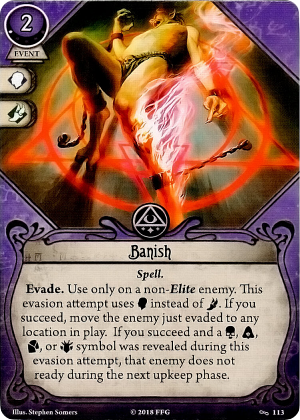 2
EVENT
Banish
Spell.
Evade. Use only on a non-Elite enemy. This
evasion attempt uses instead of . If you
succeed, move the enemy just evaded to any
location in play. If you succeed and a , ,
, or symbol was revealed during this
evasion attempt, that enemy does not
ready during the next upkeep phase.
Illus. Stephen Somers
© 2018 FFG
113